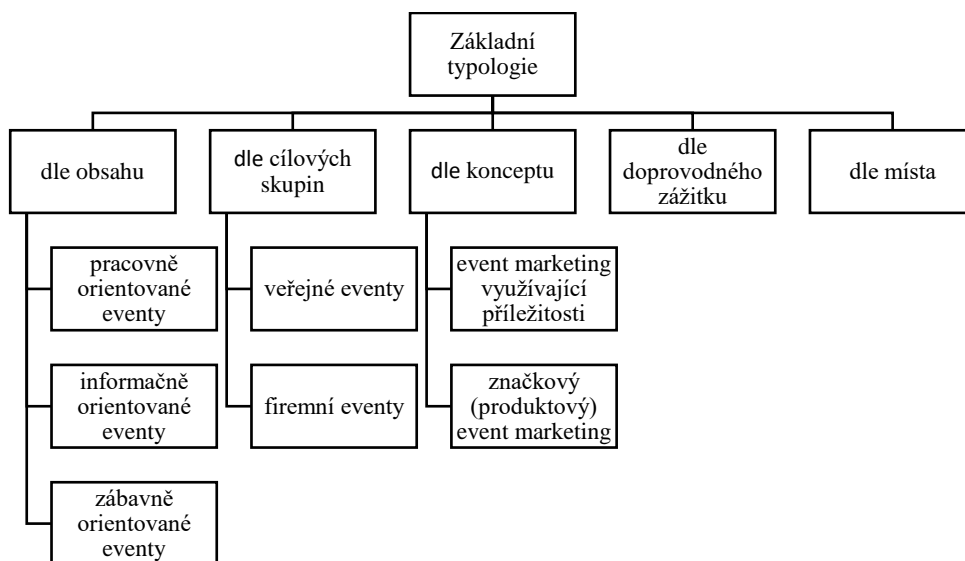 Základní
typologie
dle obsahu
dle cílových
skupin
dle konceptu
dle
doprovodného
zážitku
dle místa
pracovně
orientované
eventy
veřejné eventy
event marketing
využívající
příležitosti
informačně
orientované
eventy
firemní eventy
značkový
(produktový)
event marketing
zábavně
orientované
eventy